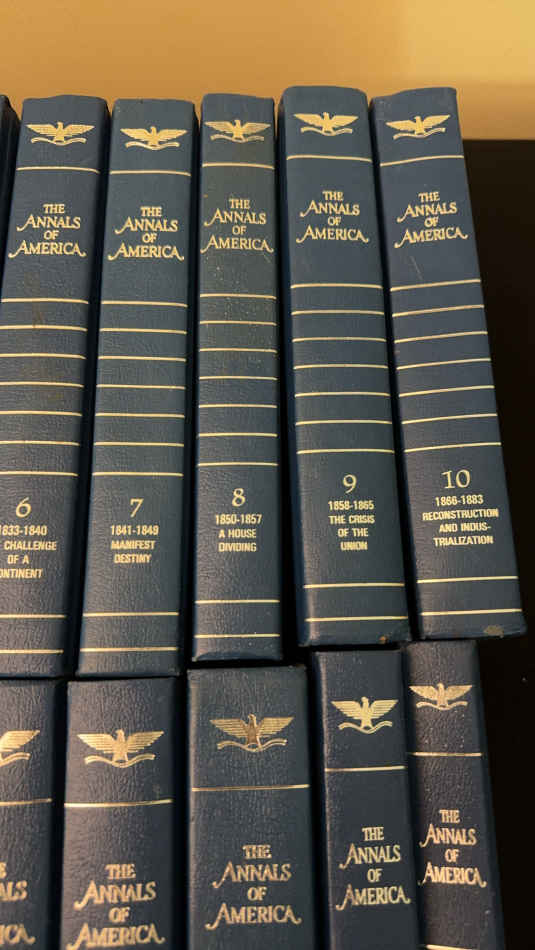 THE
ANNALS
OF
AMERICA
6
1833-1840
CHALLENGE
OF A
THE
ANNALS
OF
AMERICA
7
1841-1849
MANIFEST
DESTINY
THE
ANNALS
OF
AMERICA
8
1850-1857
A HOUSE
DIVIDING
THE
ANNALS
OF
AMERICA
9
1858-1865
THE CRISIS
OF THE
UNION
THE
ANNALS
OF
AMERICA
10
1866-1883
RECONSTRUCTION
AND INDUS-
TRIALIZATION
THE
ANNALS
OF
AMERICA
THE
ANNALS
OF
AMERICA
THE
ANNALS
OF
AMERICA
THE
ANNALS
OF
AMERICA